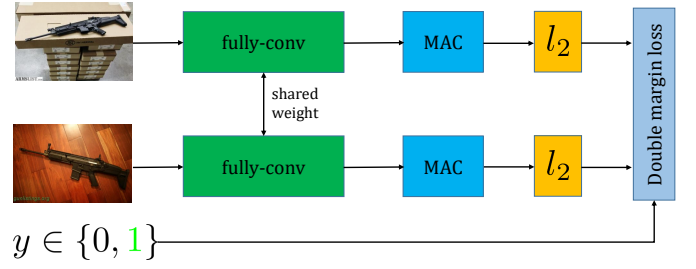 fully-conv
MAC
l₂
shared
weight
fully-conv
MAC
l₂
Double margin loss
y ∈ {0, 1}